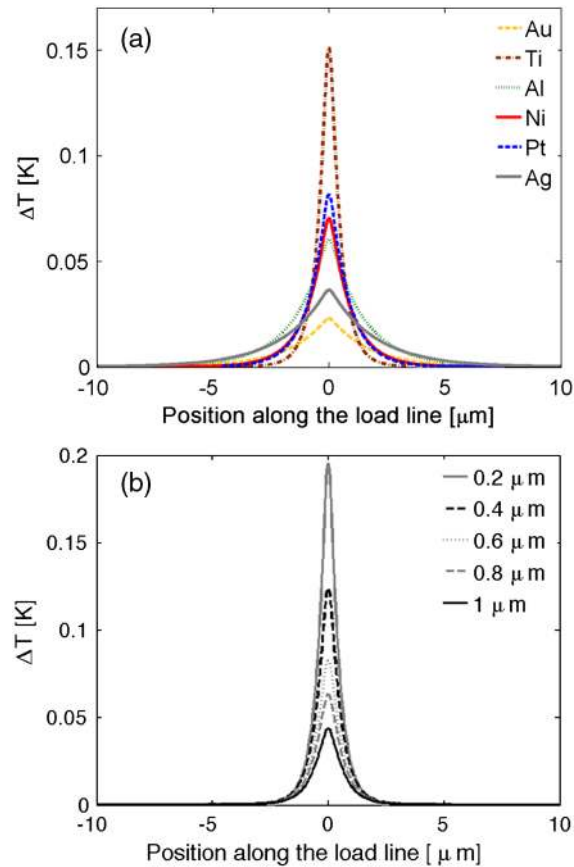 (a)
Au
Ti
Al
Ni
Pt
Ag
0.15
0.1
0.05
0
ΔT [K]
-10
-5
0
5
10
Position along the load line [μm]
(b)
0.2 μ m
0.4 μ m
0.6 μ m
0.8 μ m
1 μ m
0.2
0.15
0.1
0.05
0
ΔT [K]
-10
-5
0
5
10
Position along the load line [ μ m]